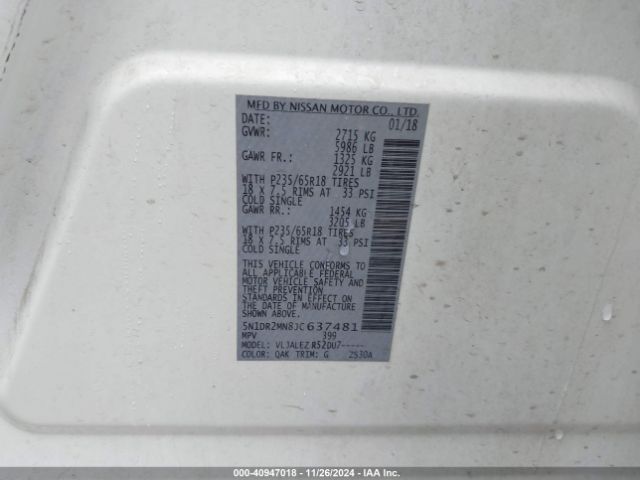 MFD BY NISSAN MOTOR CO., LTD.
DATE: 01/18
GVWR: 2715 KG
5986 LB
GAWR FR.: 1325 KG
2921 LB
WITH P235/65R18 TIRES
18 X 7.5 RIMS AT 33 PSI
COLD SINGLE
GAWR RR.: 1454 KG
3205 LB
WITH P235/65R18 TIRES
18 X 7.5 RIMS AT 33 PSI
COLD SINGLE
THIS VEHICLE CONFORMS TO
ALL APPLICABLE FEDERAL
MOTOR VEHICLE SAFETY AND
THEFT PREVENTION
STANDARDS IN EFFECT ON
THE DATE OF MANUFACTURE
SHOWN ABOVE.
5N1DR2MN8JC637481
MPV 399
MODEL: VLJALEZ R52DU7-----
COLOR: QAK TRIM: G 2530A
000-40947018 - 11/26/2024 - IAA Inc.